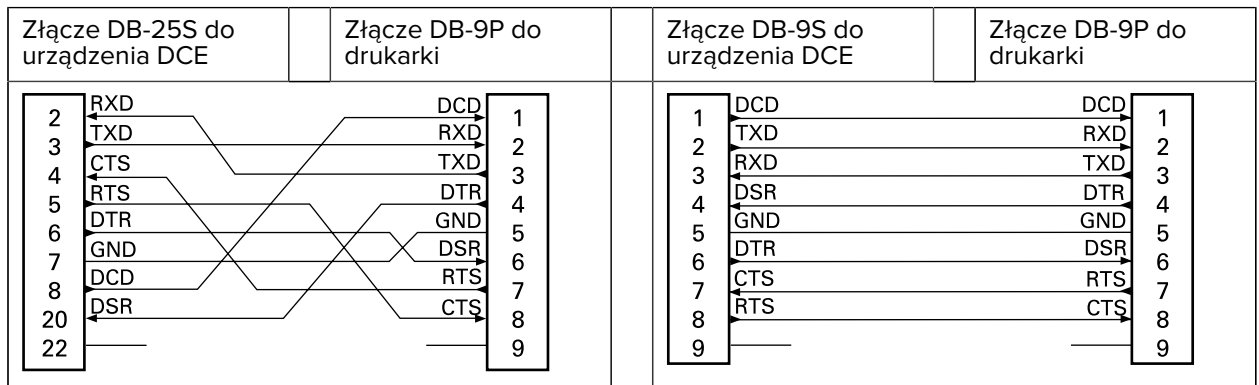 Złącze DB-25S do
urządzenia DCE
Złącze DB-9P do
drukarki
Złącze DB-9S do
urządzenia DCE
Złącze DB-9P do
drukarki
2 RXD DCD 1
3 TXD RXD 2
4 CTS TXD 3
5 RTS DTR 4
6 DTR GND 5
7 GND DSR 6
8 DCD RTS 7
20 DSR CTS 8
22 9
1 DCD DCD 1
2 TXD RXD 2
3 RXD TXD 3
4 DSR DTR 4
5 GND GND 5
6 DTR DSR 6
7 CTS RTS 7
8 RTS CTS 8
9 9